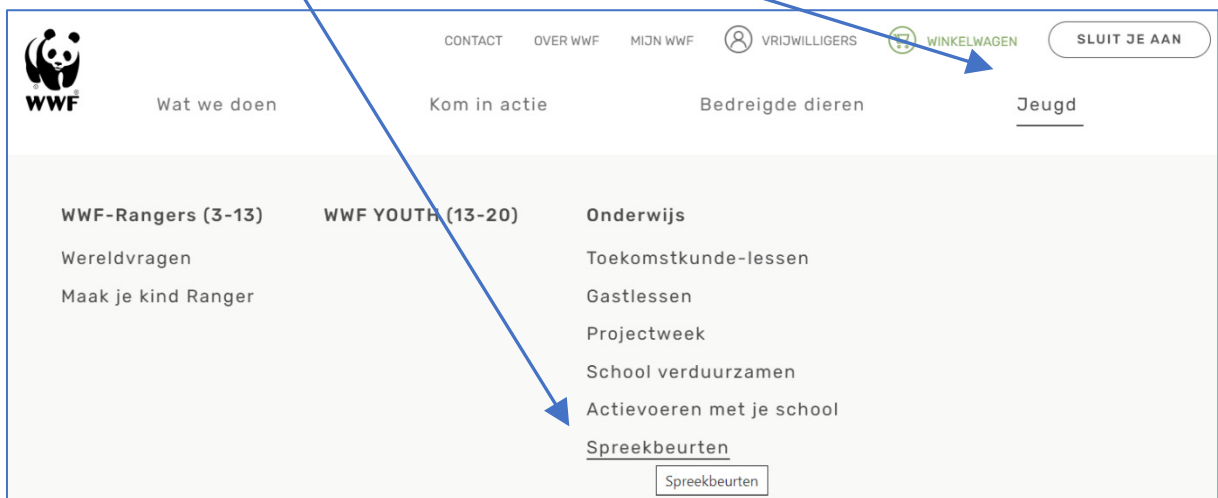 CONTACT OVER WWF MIJN WWF VRIJWILLIGERS WINKELWAGEN SLUIT JE AAN
WWF
Wat we doen Kom in actie Bedreigde dieren Jeugd
WWF-Rangers (3-13) WWF YOUTH (13-20) Onderwijs
Wereldvragen Toekomstkunde-lessen
Maak je kind Ranger Gastlessen
Projectweek
School verduurzamen
Actievoeren met je school
Spreekbeurten
Spreekbeurten